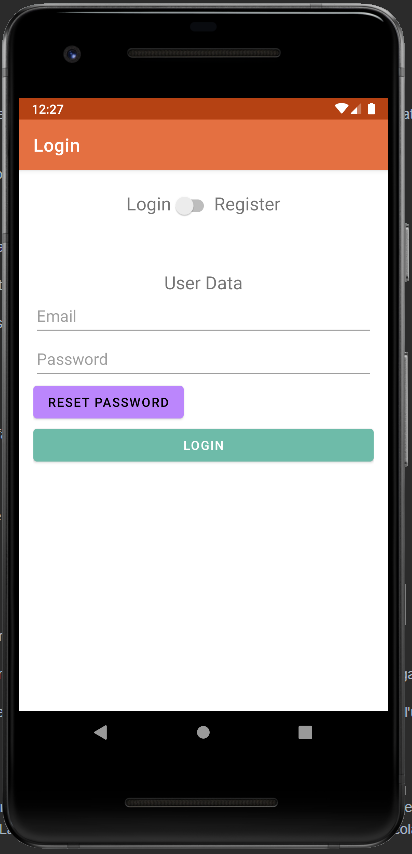 12:27
Login
Login Register
User Data
Email
Password
RESET PASSWORD
LOGIN